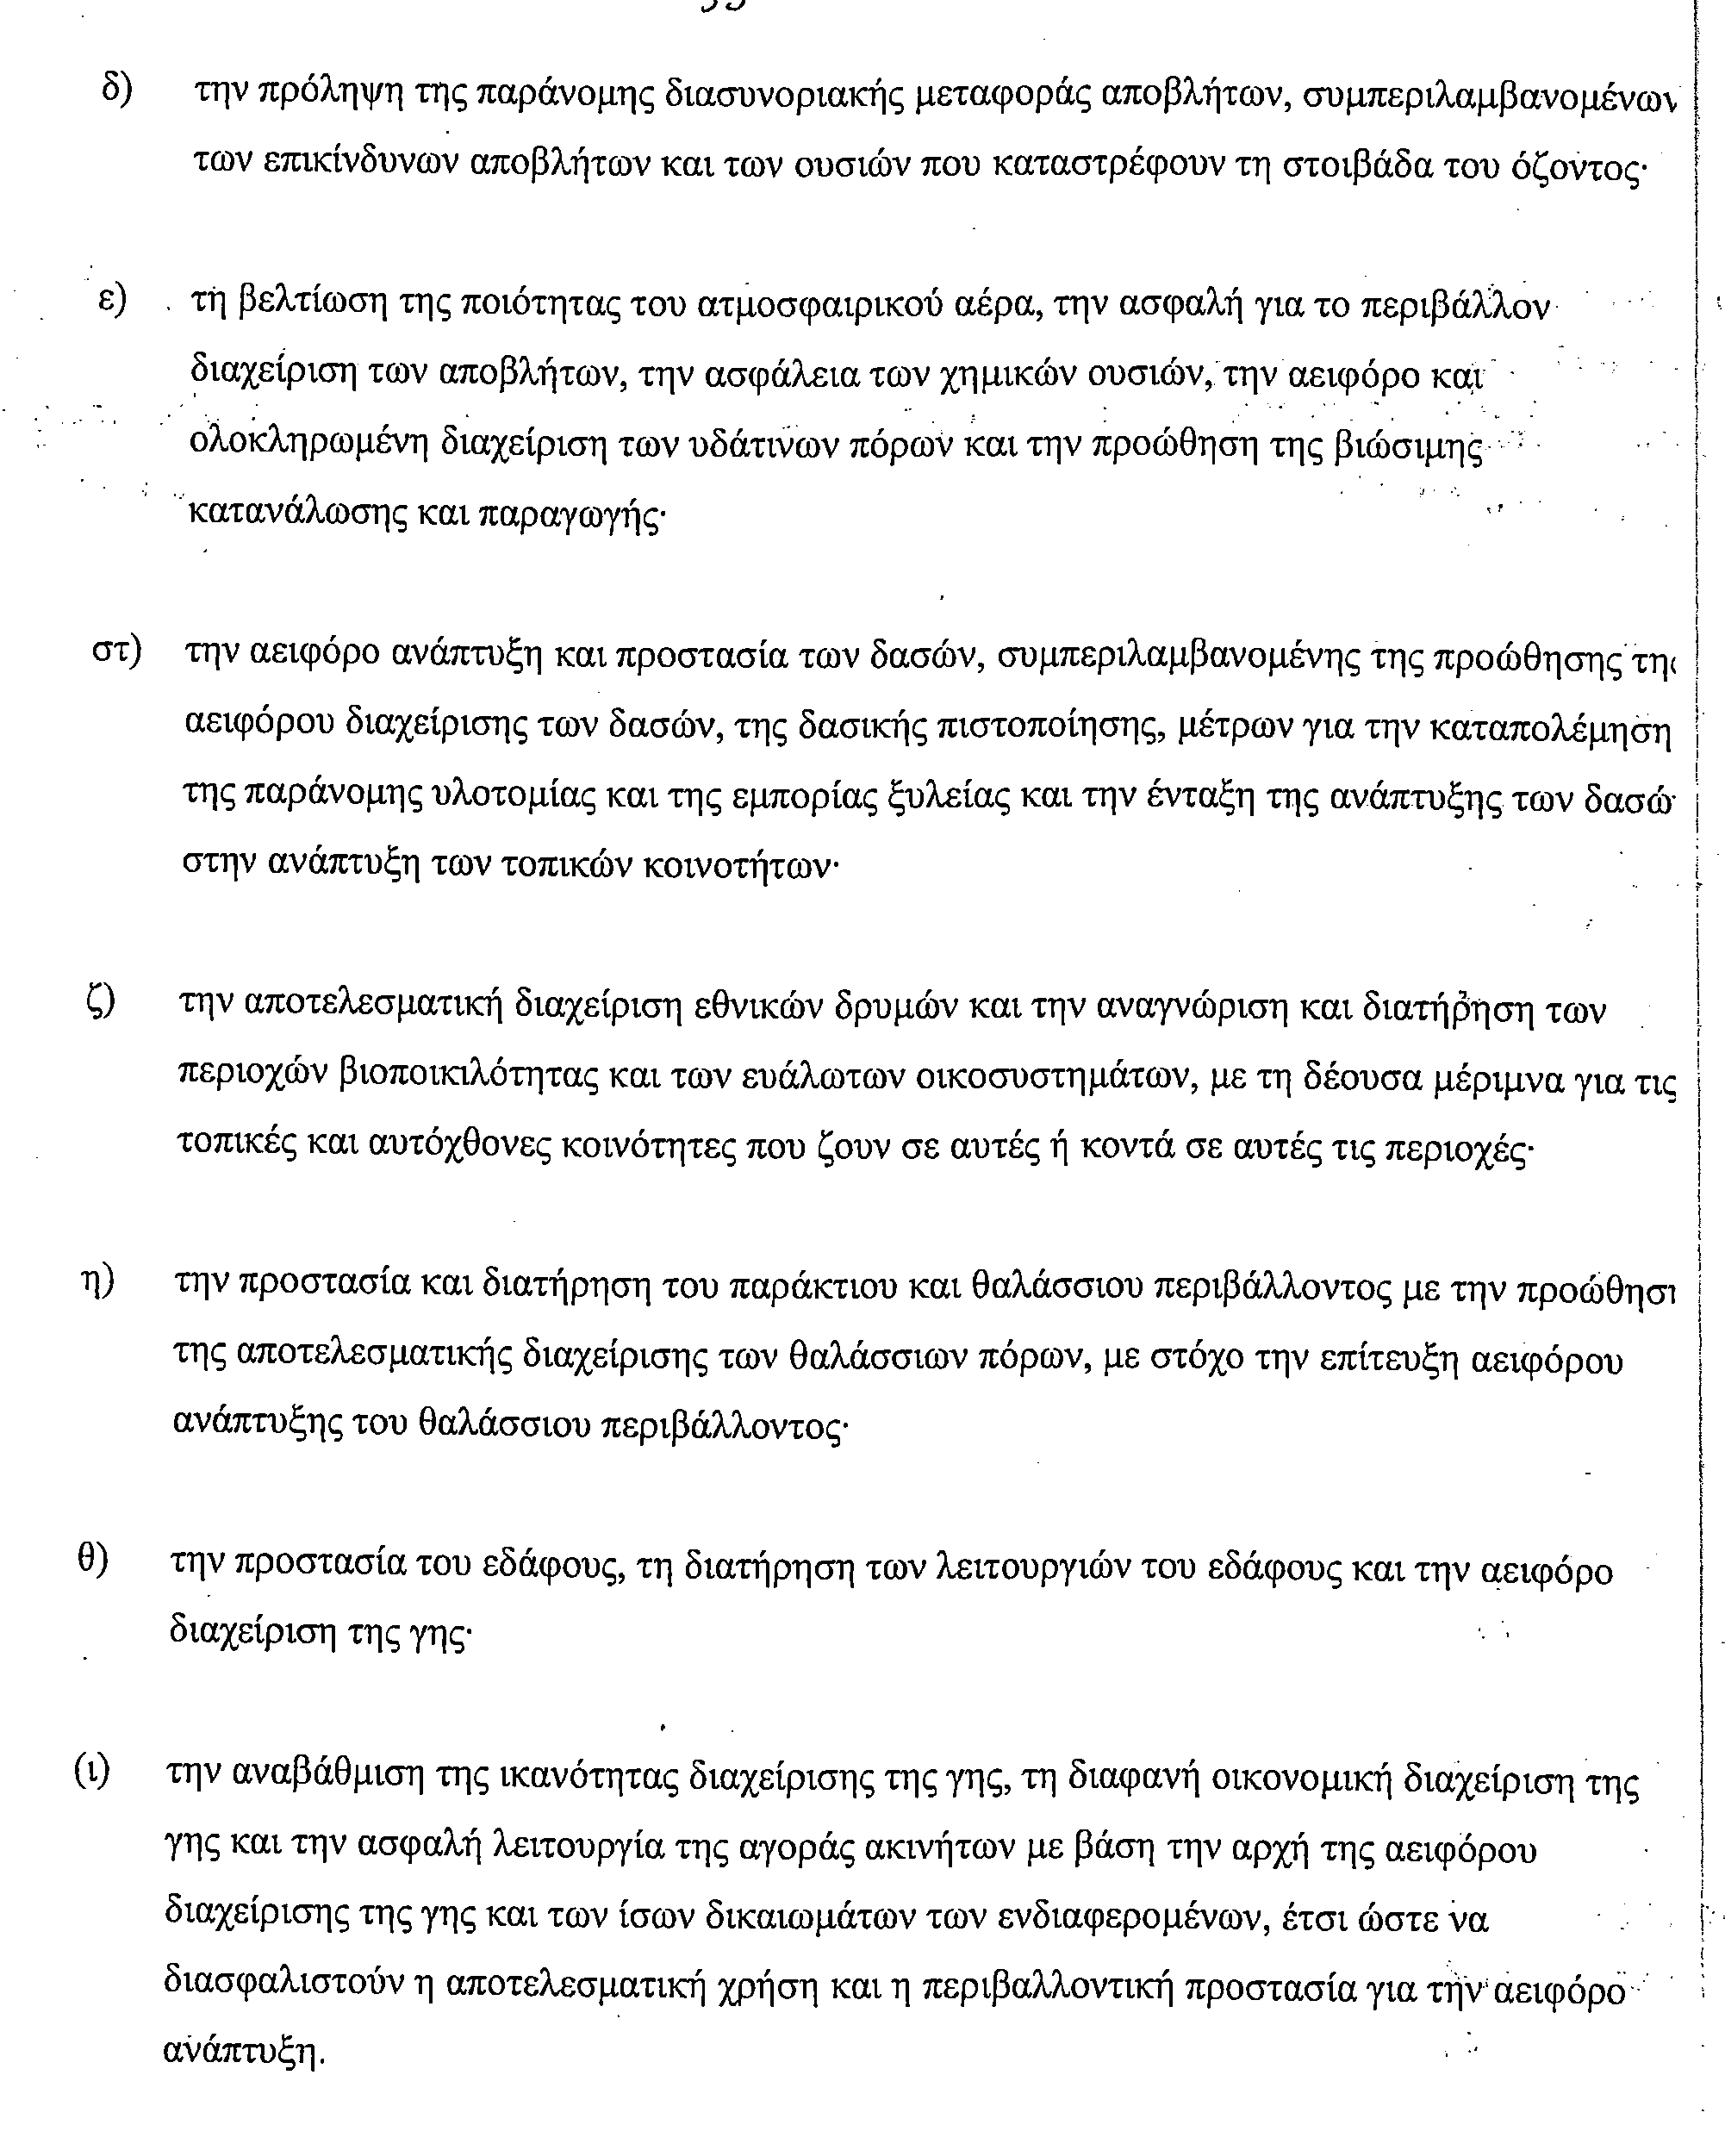 δ) την πρόληψη της παράνομης διασυνοριακής μεταφοράς αποβλήτων, συμπεριλαμβανομένων
των επικίνδυνων αποβλήτων και των ουσιών που καταστρέφουν τη στοιβάδα του όζοντος·
ε) τη βελτίωση της ποιότητας του ατμοσφαιρικού αέρα, την ασφαλή για το περιβάλλον
διαχείριση των αποβλήτων, την ασφάλεια των χημικών ουσιών, την αειφόρο και
ολοκληρωμένη διαχείριση των υδάτινων πόρων και την προώθηση της βιώσιμης
κατανάλωσης και παραγωγής·
στ) την αειφόρο ανάπτυξη και προστασία των δασών, συμπεριλαμβανομένης της προώθησης της
αειφόρου διαχείρισης των δασών, της δασικής πιστοποίησης, μέτρων για την καταπολέμηση
της παράνομης υλοτομίας και της εμπορίας ξυλείας και την ένταξη της ανάπτυξης των δασώ
στην ανάπτυξη των τοπικών κοινοτήτων·
ζ) την αποτελεσματική διαχείριση εθνικών δρυμών και την αναγνώριση και διατήρηση των
περιοχών βιοποικιλότητας και των ευάλωτων οικοσυστημάτων, με τη δέουσα μέριμνα για τις
τοπικές και αυτόχθονες κοινότητες που ζουν σε αυτές ή κοντά σε αυτές τις περιοχές·
η) την προστασία και διατήρηση του παράκτιου και θαλάσσιου περιβάλλοντος με την προώθηση
της αποτελεσματικής διαχείρισης των θαλάσσιων πόρων, με στόχο την επίτευξη αειφόρου
ανάπτυξης του θαλάσσιου περιβάλλοντος·
θ) την προστασία του εδάφους, τη διατήρηση των λειτουργιών του εδάφους και την αειφόρο
διαχείριση της γης·
(ι) την αναβάθμιση της ικανότητας διαχείρισης της γης, τη διαφανή οικονομική διαχείριση της
γης και την ασφαλή λειτουργία της αγοράς ακινήτων με βάση την αρχή της αειφόρου
διαχείρισης της γης και των ίσων δικαιωμάτων των ενδιαφερομένων, έτσι ώστε να
διασφαλιστούν η αποτελεσματική χρήση και η περιβαλλοντική προστασία για την αειφόρο
ανάπτυξη.